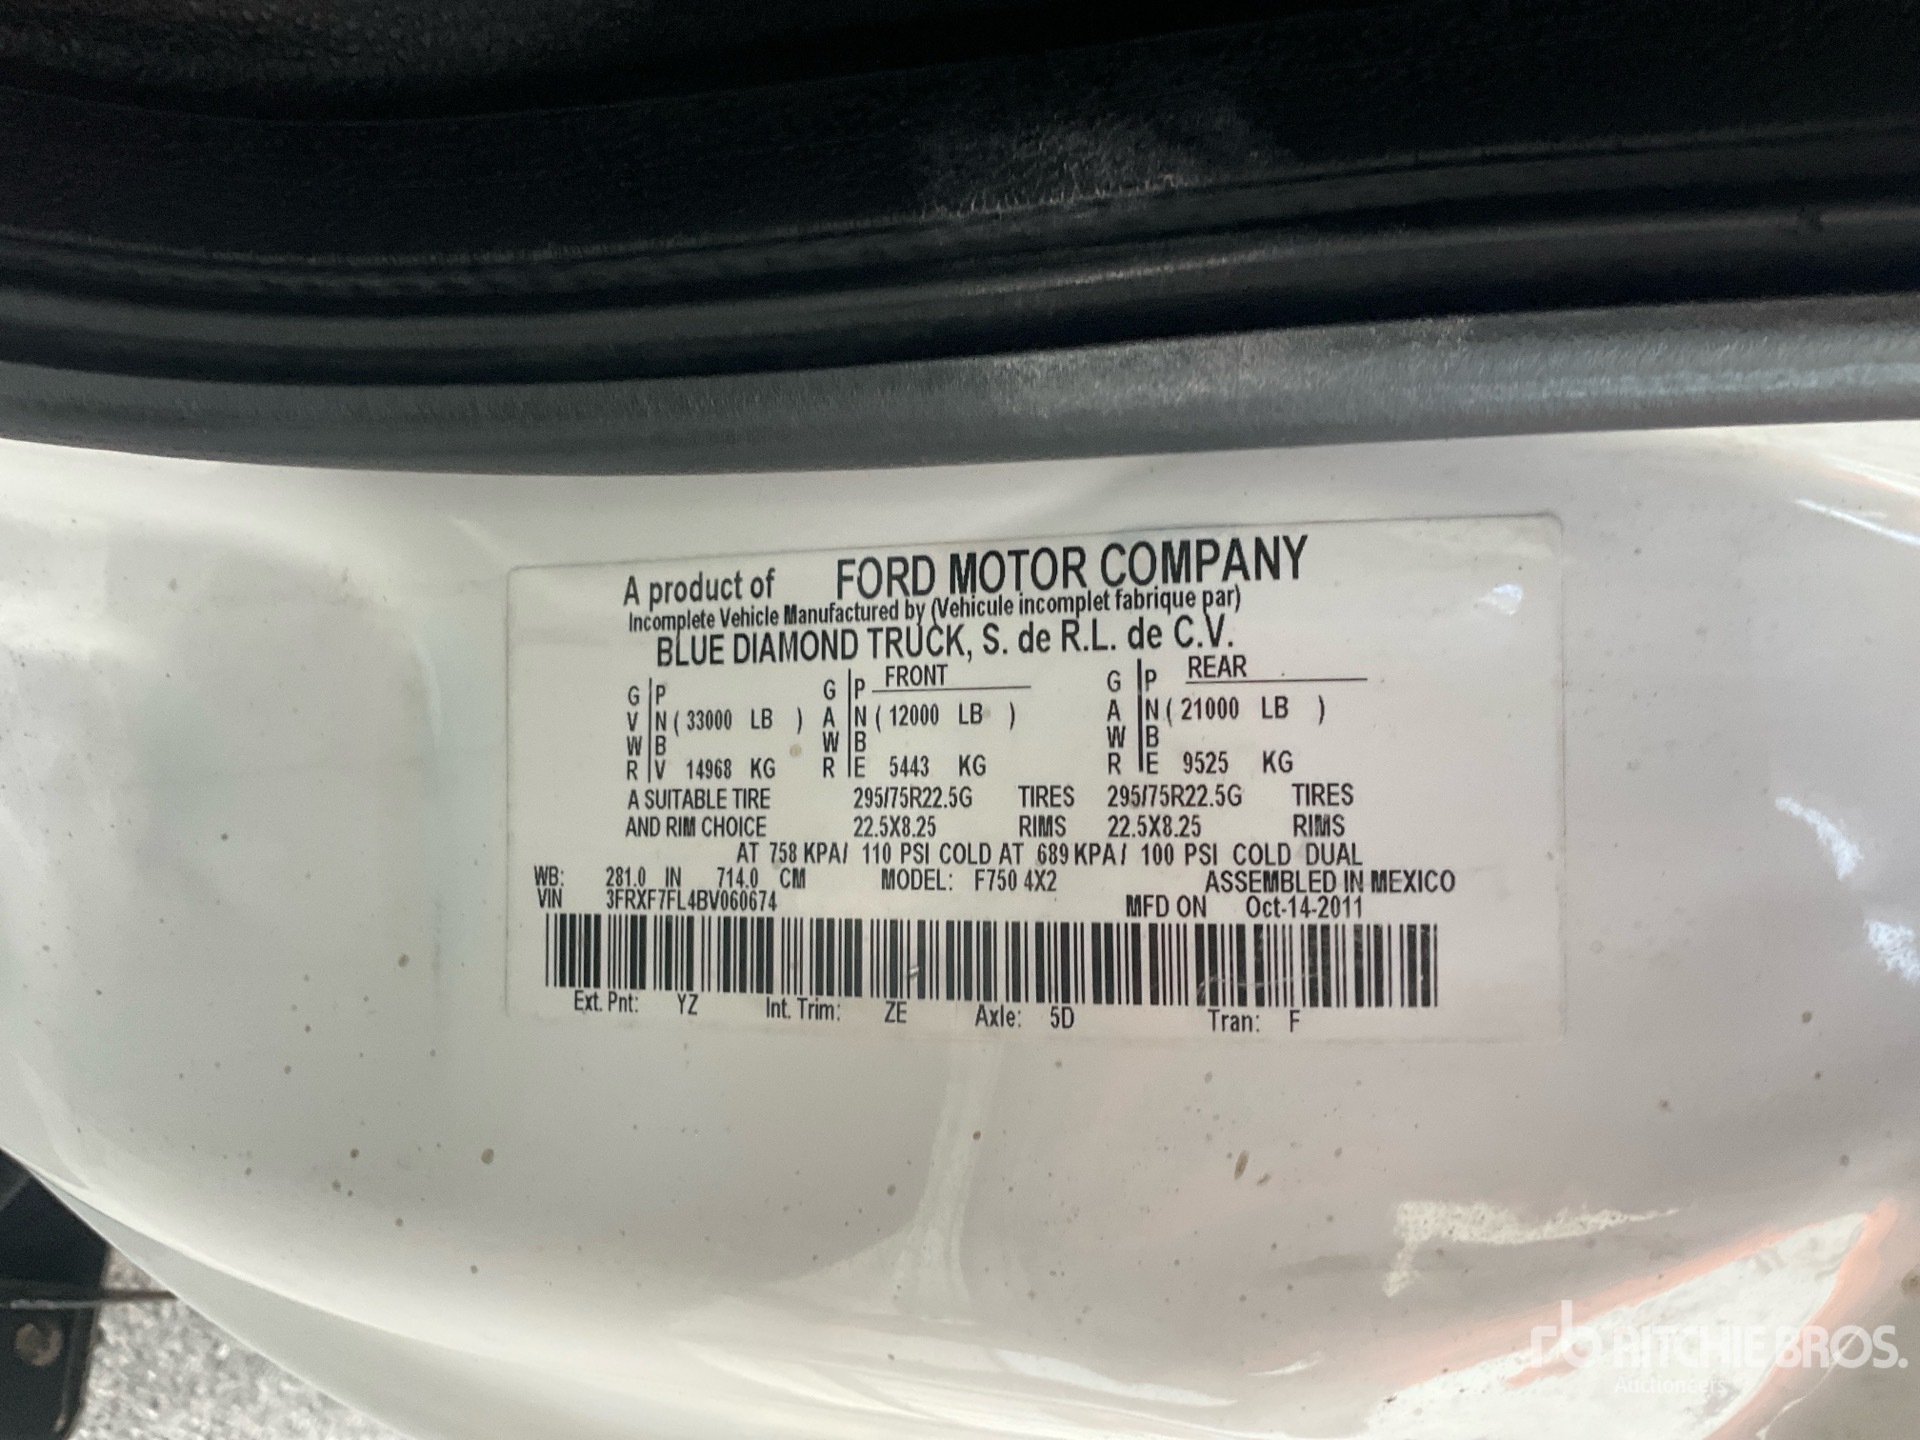 A product of FORD MOTOR COMPANY
Incomplete Vehicle Manufactured by (Vehicule incomplet fabrique par)
BLUE DIAMOND TRUCK, S. de R.L. de C.V.
G P G P FRONT G P REAR
V N ( 33000 LB ) A N ( 12000 LB ) A N ( 21000 LB )
W B W B W B
R V 14968 KG R E 5443 KG R E 9525 KG
A SUITABLE TIRE 295/75R22.5G TIRES 295/75R22.5G TIRES
AND RIM CHOICE 22.5X8.25 RIMS 22.5X8.25 RIMS
AT 758 KPA/ 110 PSI COLD AT 689 KPA/ 100 PSI COLD DUAL
WB: 281.0 IN 714.0 CM MODEL: F750 4X2 ASSEMBLED IN MEXICO
VIN 3FRXF7FL4BV060674 MFD ON Oct-14-2011
Ext. Pnt: YZ Int. Trim: ZE Axle: 5D Tran: F
rb RITCHIE BROS.
Auctioneers